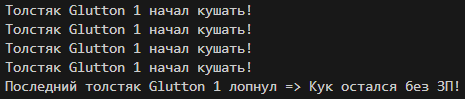 Толстяк Glutton 1 начал кушать!
Толстяк Glutton 1 начал кушать!
Толстяк Glutton 1 начал кушать!
Толстяк Glutton 1 начал кушать!
Последний толстяк Glutton 1 лопнул => Кук остался без ЗП!